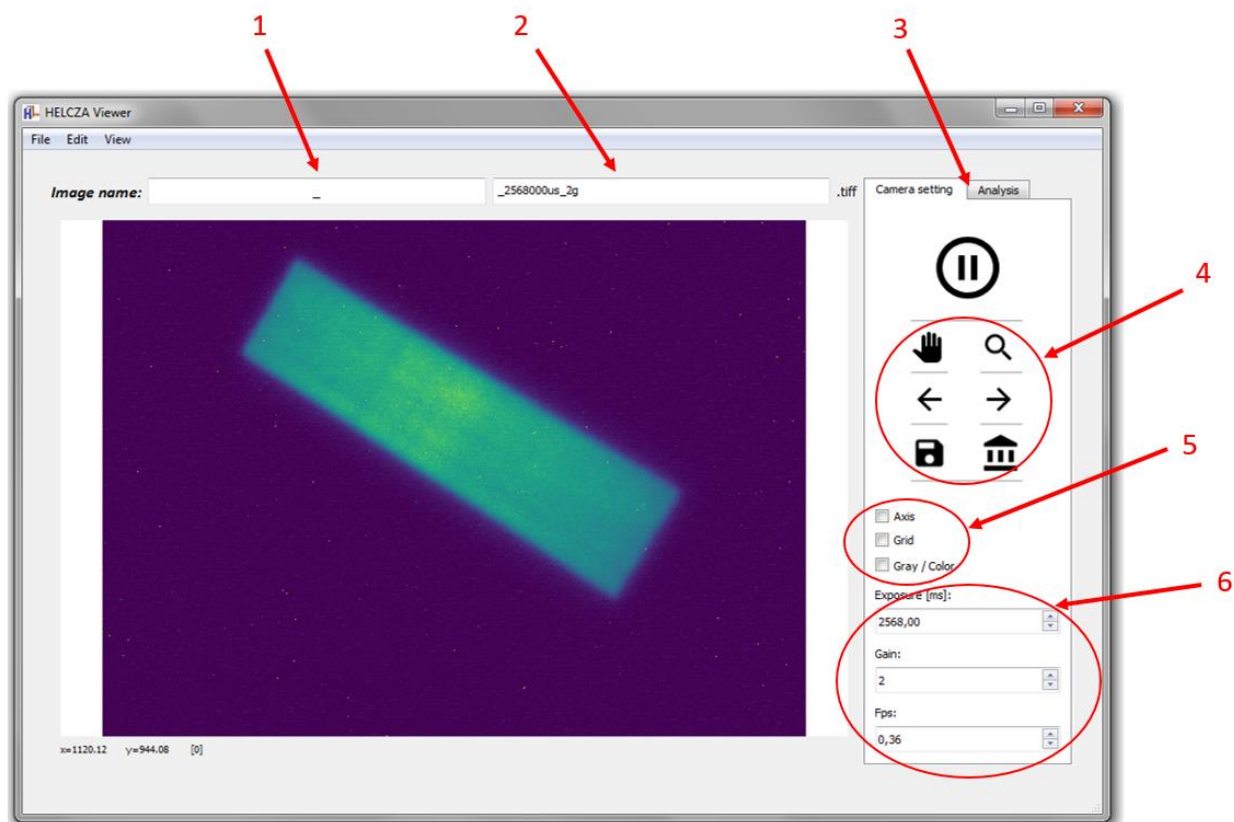 1
2
3
HELCZA Viewer
File Edit View
Image name: _ _2568000us_2g .tiff
Camera setting Analysis
4
5
Axis
Grid
Gray / Color
6
Exposure [ms]:
2568,00
Gain:
2
Fps:
0,36
x=1120.12 y=944.08 [0]